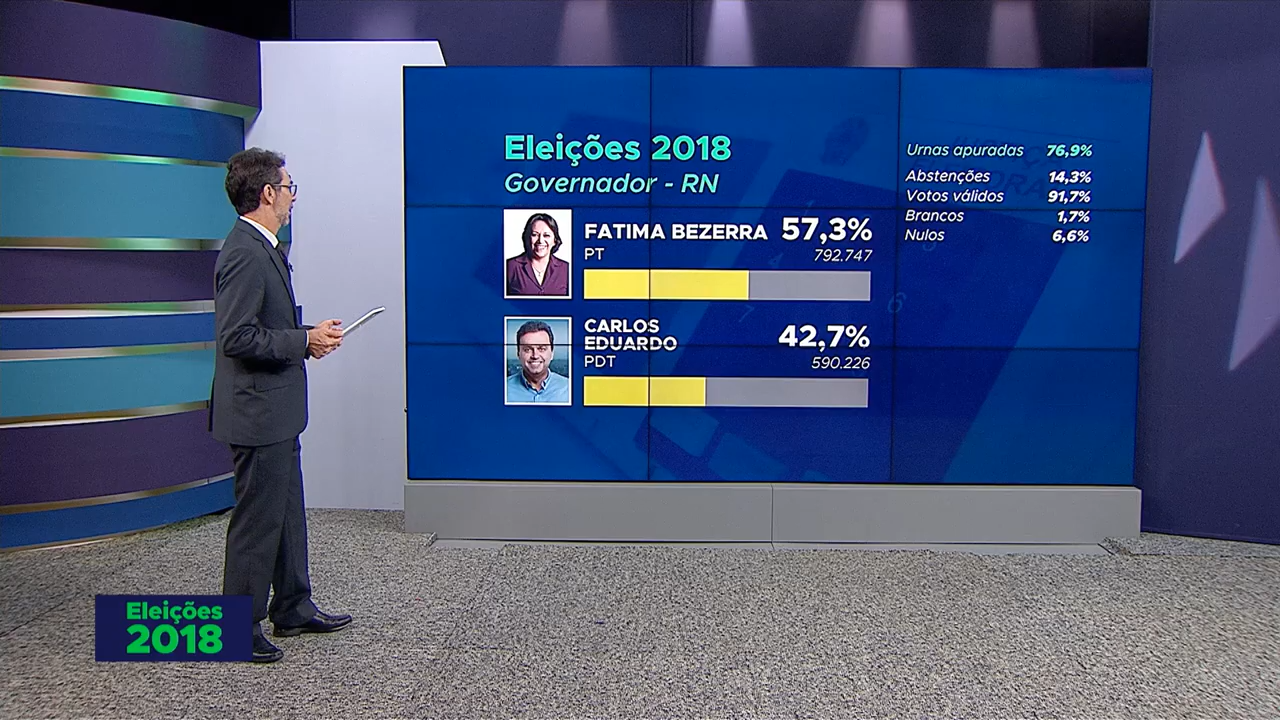 Eleições 2018
Governador - RN
FATIMA BEZERRA 57,3%
PT 792.747
CARLOS
EDUARDO 42,7%
PDT 590.226
Urnas apuradas 76,9%
Abstenções 14,3%
Votos válidos 91,7%
Brancos 1,7%
Nulos 6,6%
Eleições
2018